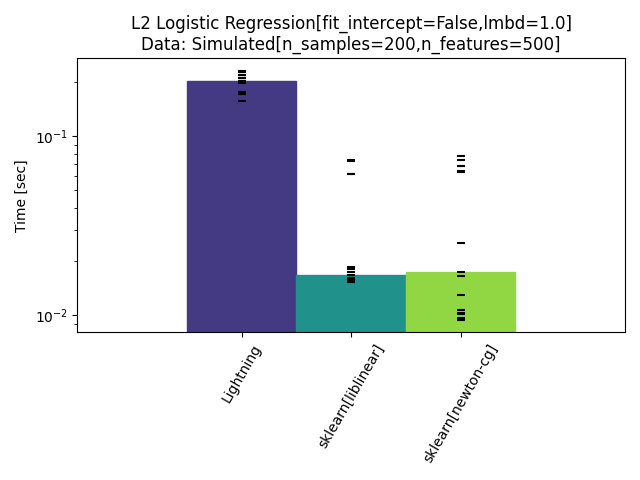 L2 Logistic Regression[fit_intercept=False,lmbd=1.0]
Data: Simulated[n_samples=200,n_features=500]
Time [sec]
10⁻¹
10⁻²
Lightning
sklearn[liblinear]
sklearn[newton-cg]